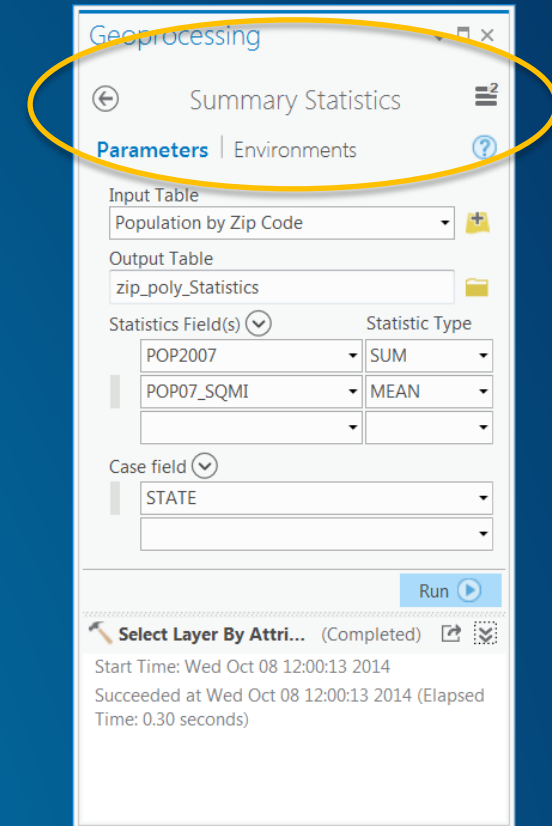 Geoprocessing
Summary Statistics
2
Parameters | Environments
?
Input Table
Population by Zip Code
Output Table
zip_poly_Statistics
Statistics Field(s) Statistic Type
POP2007 SUM
POP07_SQMI MEAN
Case field
STATE
Run
Select Layer By Attri... (Completed)
Start Time: Wed Oct 08 12:00:13 2014
Succeeded at Wed Oct 08 12:00:13 2014 (Elapsed
Time: 0.30 seconds)